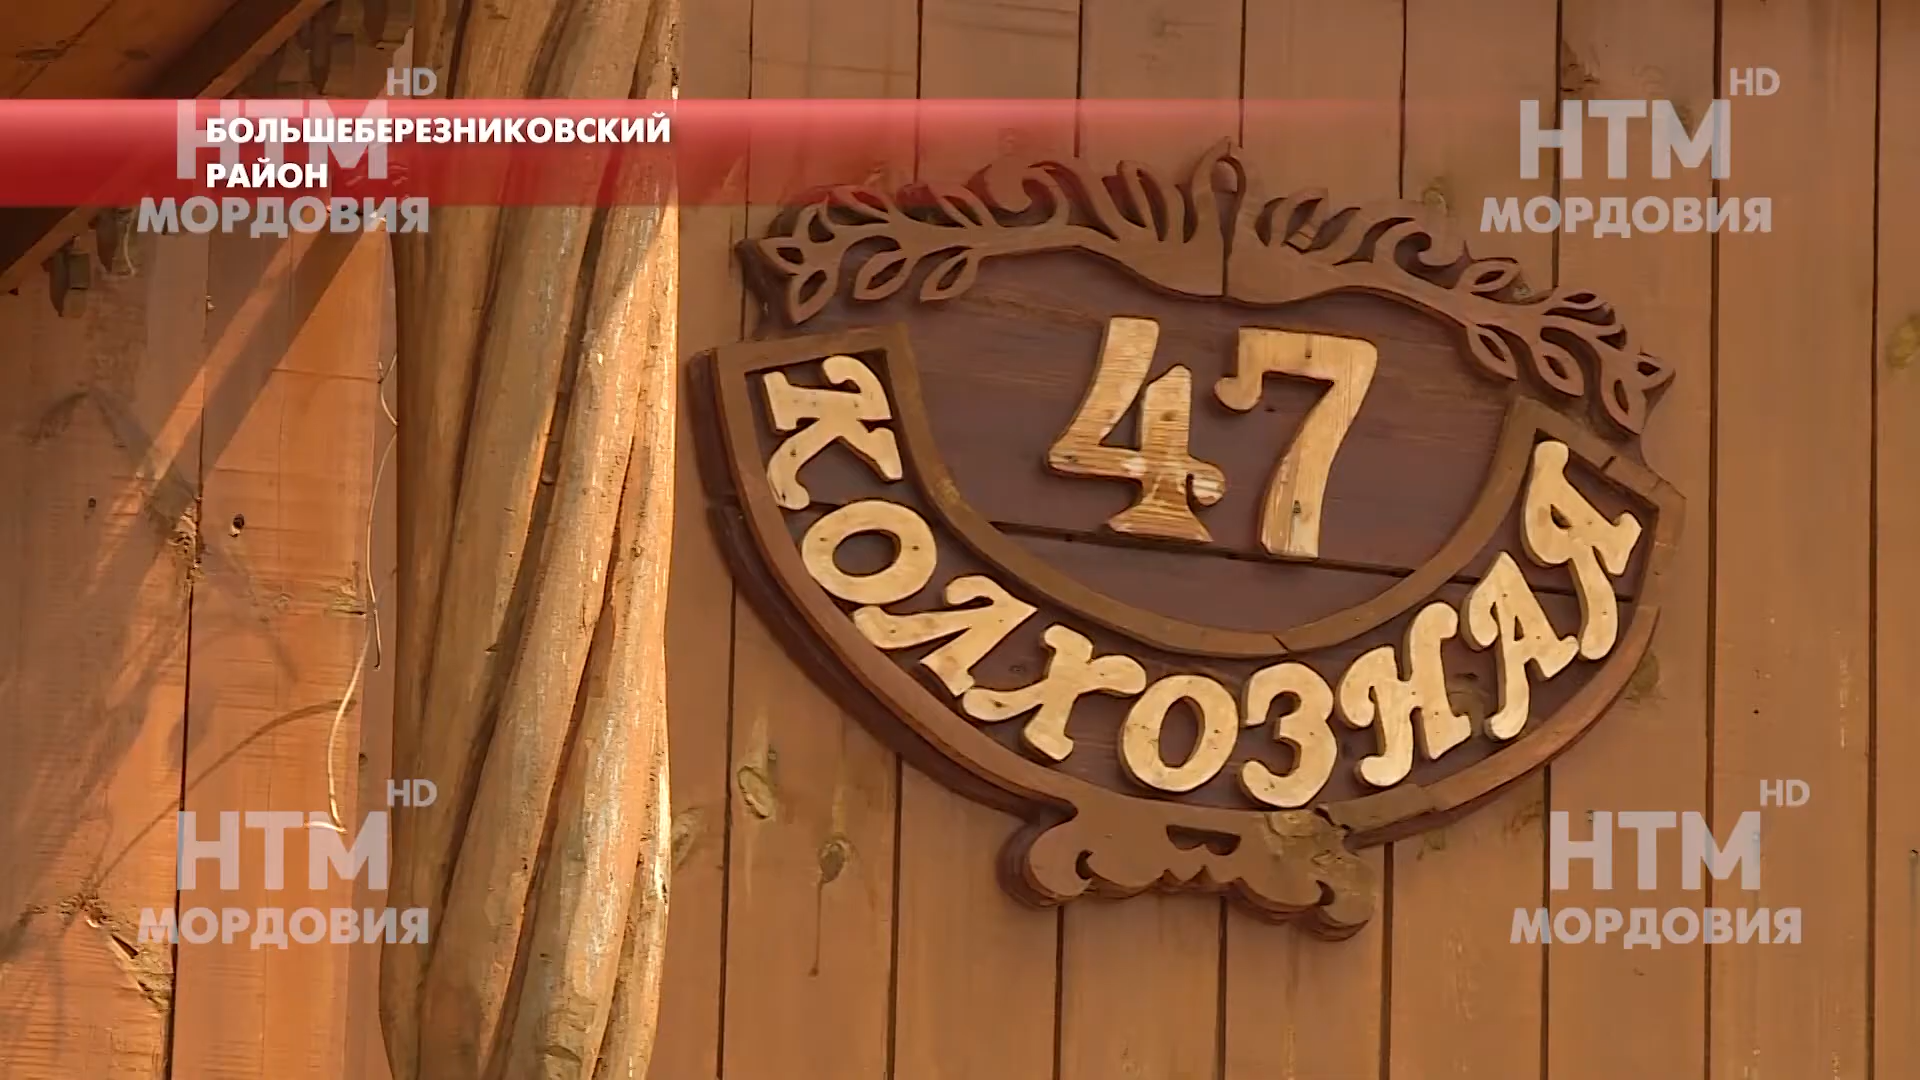 HD
НТМ
МОРДОВИЯ
БОЛЬШЕБЕРЕЗНИКОВСКИЙ
РАЙОН
HD
НТМ
МОРДОВИЯ
47
КОЛХОЗНАЯ
HD
НТМ
МОРДОВИЯ
HD
НТМ
МОРДОВИЯ